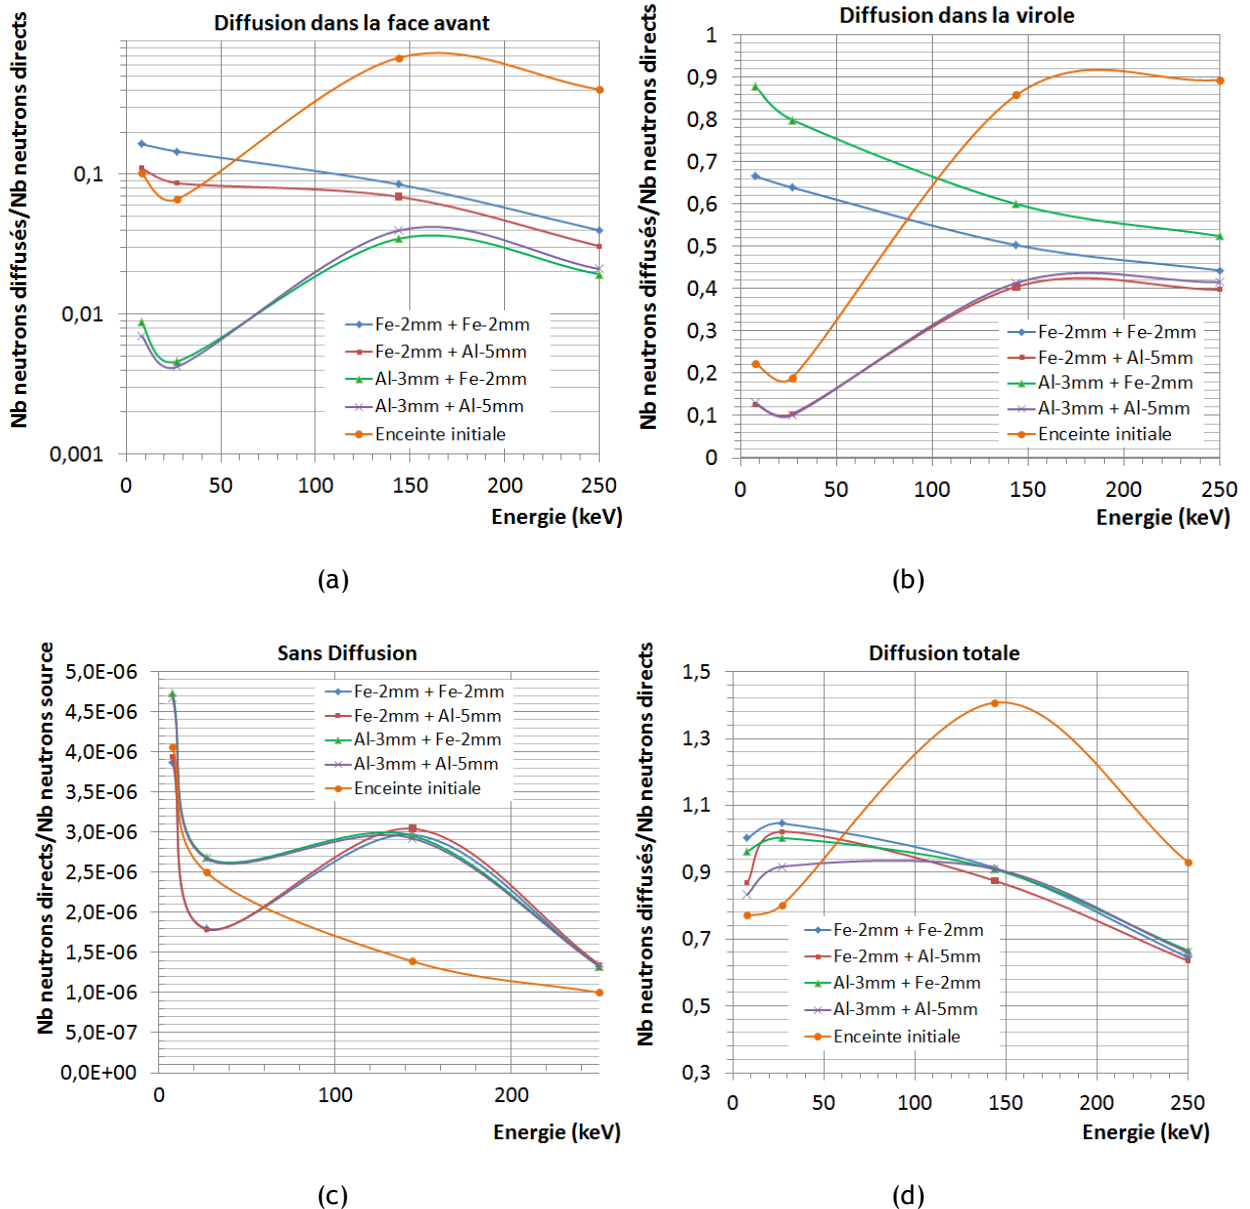 Diffusion dans la face avant
Nb neutrons diffusés/Nb neutrons directs
0,1
0,01
0,001
0 50 100 150 200 250
Energie (keV)
Fe-2mm + Fe-2mm
Fe-2mm + Al-5mm
Al-3mm + Fe-2mm
Al-3mm + Al-5mm
Enceinte initiale
(a)
Diffusion dans la virole
Nb neutrons diffusés/Nb neutrons directs
1
0,9
0,8
0,7
0,6
0,5
0,4
0,3
0,2
0,1
0
0 50 100 150 200 250
Energie (keV)
Fe-2mm + Fe-2mm
Fe-2mm + Al-5mm
Al-3mm + Fe-2mm
Al-3mm + Al-5mm
Enceinte initiale
(b)
Sans Diffusion
Nb neutrons directs/Nb neutrons source
5,0E-06
4,5E-06
4,0E-06
3,5E-06
3,0E-06
2,5E-06
2,0E-06
1,5E-06
1,0E-06
5,0E-07
0,0E+00
0 100 200
Energie (keV)
Fe-2mm + Fe-2mm
Fe-2mm + Al-5mm
Al-3mm + Fe-2mm
Al-3mm + Al-5mm
Enceinte initiale
(c)
Diffusion totale
Nb neutrons diffusés/Nb neutrons directs
1,5
1,3
1,1
0,9
0,7
0,5
0,3
0 50 100 150 200 250
Energie (keV)
Fe-2mm + Fe-2mm
Fe-2mm + Al-5mm
Al-3mm + Fe-2mm
Al-3mm + Al-5mm
Enceinte initiale
(d)